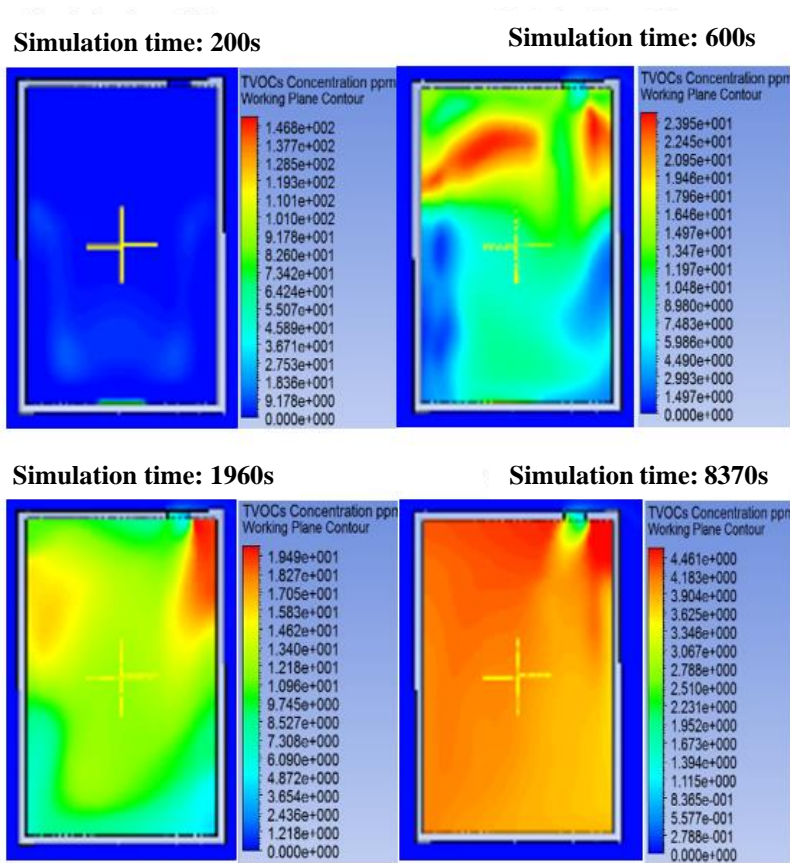 Simulation time: 200s
TVOCs Concentration ppm
Working Plane Contour
1.468e+002
1.377e+002
1.285e+002
1.193e+002
1.101e+002
1.010e+002
9.178e+001
8.260e+001
7.342e+001
6.424e+001
5.507e+001
4.589e+001
3.671e+001
2.753e+001
1.836e+001
9.178e+000
0.000e+000
Simulation time: 600s
TVOCs Concentration ppm
Working Plane Contour
2.395e+001
2.245e+001
2.095e+001
1.946e+001
1.796e+001
1.646e+001
1.497e+001
1.347e+001
1.197e+001
1.048e+001
8.980e+000
7.483e+000
5.986e+000
4.490e+000
2.993e+000
1.497e+000
0.000e+000
Simulation time: 1960s
TVOCs Concentration ppm
Working Plane Contour
1.949e+001
1.827e+001
1.705e+001
1.583e+001
1.462e+001
1.340e+001
1.218e+001
1.096e+001
9.745e+000
8.527e+000
7.308e+000
6.090e+000
4.872e+000
3.654e+000
2.436e+000
1.218e+000
0.000e+000
Simulation time: 8370s
TVOCs Concentration ppm
Working Plane Contour
4.461e+000
4.183e+000
3.904e+000
3.625e+000
3.346e+000
3.067e+000
2.788e+000
2.510e+000
2.231e+000
1.952e+000
1.673e+000
1.394e+000
1.115e+000
8.365e-001
5.577e-001
2.788e-001
0.000e+000